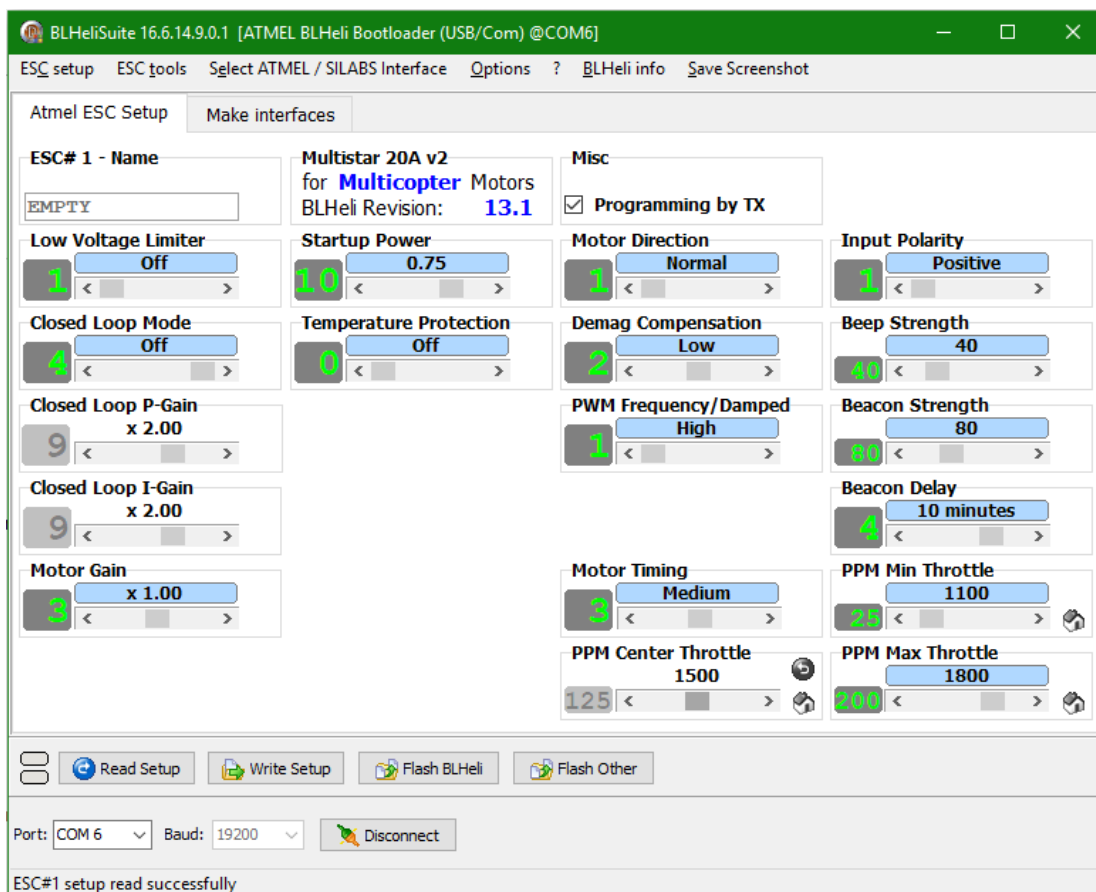 BLHeliSuite 16.6.14.9.0.1 [ATMEL BLHeli Bootloader (USB/Com) @COM6]
ESC setup ESC tools Select ATMEL / SILABS Interface Options ? BLHeli info Save Screenshot
Atmel ESC Setup Make interfaces
ESC# 1 - Name
EMPTY
Multistar 20A v2
for Multicopter Motors
BLHeli Revision: 13.1
Misc
Programming by TX
Low Voltage Limiter
Off
1
Startup Power
0.75
10
Motor Direction
Normal
1
Input Polarity
Positive
1
Closed Loop Mode
Off
4
Temperature Protection
Off
0
Demag Compensation
Low
2
Beep Strength
40
40
Closed Loop P-Gain
x 2.00
9
PWM Frequency/Damped
High
1
Beacon Strength
80
80
Closed Loop I-Gain
x 2.00
9
Beacon Delay
10 minutes
4
Motor Gain
x 1.00
3
Motor Timing
Medium
3
PPM Min Throttle
1100
25
PPM Center Throttle
1500
125
PPM Max Throttle
1800
200
Read Setup Write Setup Flash BLHeli Flash Other
Port: COM 6 Baud: 19200 Disconnect
ESC#1 setup read successfully